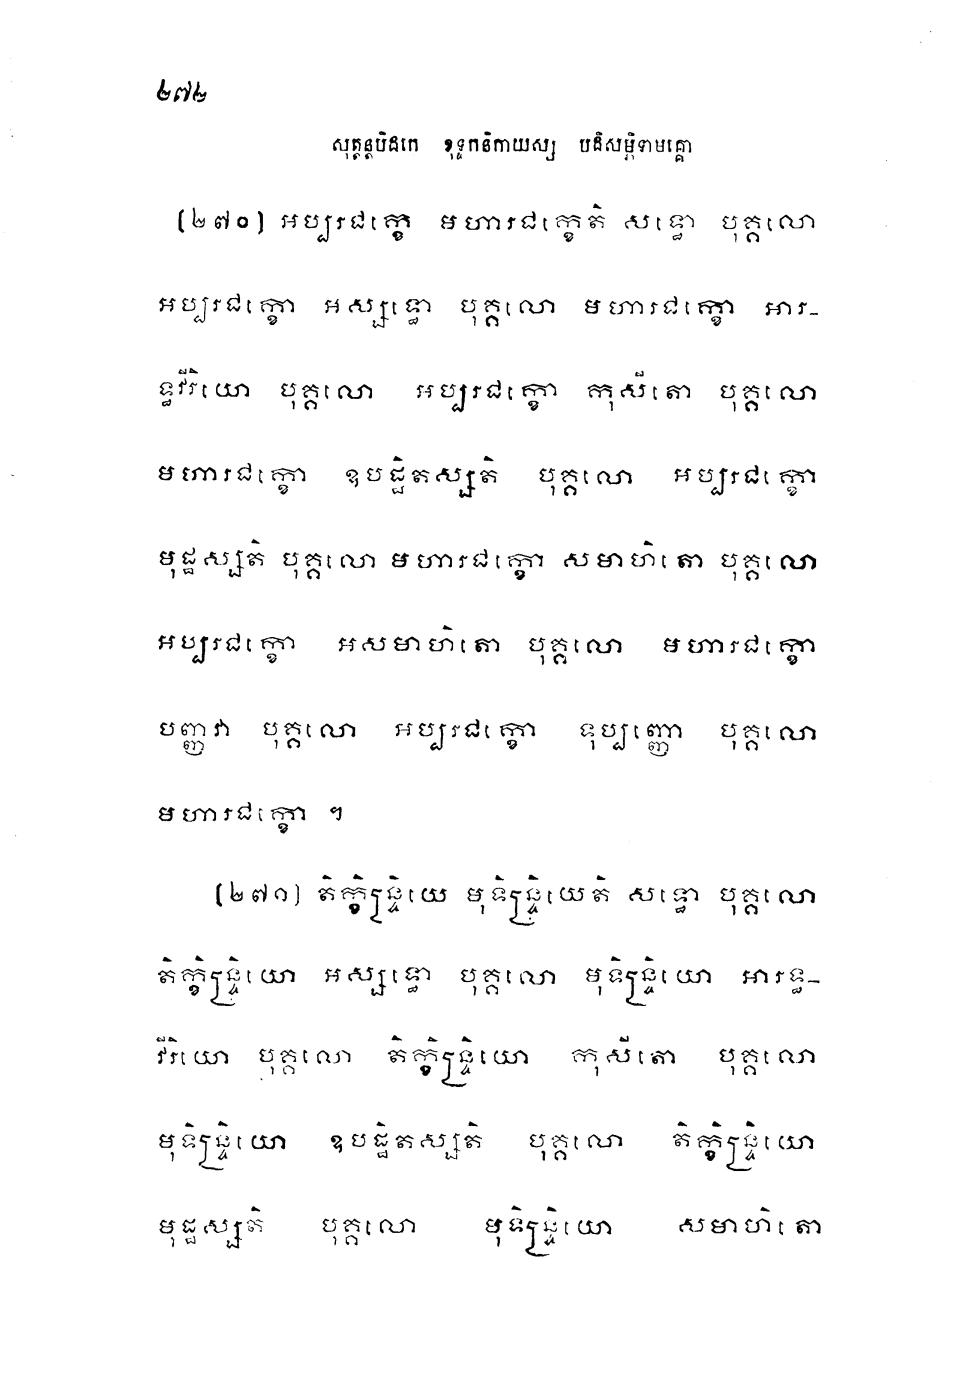 ២៧២
សុត្តន្តបិដកេ ខុទ្ទកនិកាយស្ស បដិសម្ភិទាមគ្គោ
(២៧០) អប្បរជក្ខេ មហារជក្ខេតិ សទ្ធោ បុគ្គលោ
អប្បរជក្ខោ អស្សទ្ធោ បុគ្គលោ មហារជក្ខោ អារ-
ទ្ធវីរិយោ បុគ្គលោ អប្បរជក្ខោ កុសីតោ បុគ្គលោ
មហារជក្ខោ ឧបដ្ឋិតស្សតិ បុគ្គលោ អប្បរជក្ខោ
មុដ្ឋស្សតិ បុគ្គលោ មហារជក្ខោ សមាហិតោ បុគ្គលោ
អប្បរជក្ខោ អសមាហិតោ បុគ្គលោ មហារជក្ខោ
បញ្ញវា បុគ្គលោ អប្បរជក្ខោ ទុប្បញ្ញោ បុគ្គលោ
មហារជក្ខោ ។
(២៧១) តិក្ខិន្ទ្រិយេ មុទិន្ទ្រិយេតិ សទ្ធោ បុគ្គលោ
តិក្ខិន្ទ្រិយោ អស្សទ្ធោ បុគ្គលោ មុទិន្ទ្រិយោ អារទ្ធ-
វីរិយោ បុគ្គលោ តិក្ខិន្ទ្រិយោ កុសីតោ បុគ្គលោ
មុទិន្ទ្រិយោ ឧបដ្ឋិតស្សតិ បុគ្គលោ តិក្ខិន្ទ្រិយោ
មុដ្ឋស្សតិ បុគ្គលោ មុទិន្ទ្រិយោ សមាហិតោ